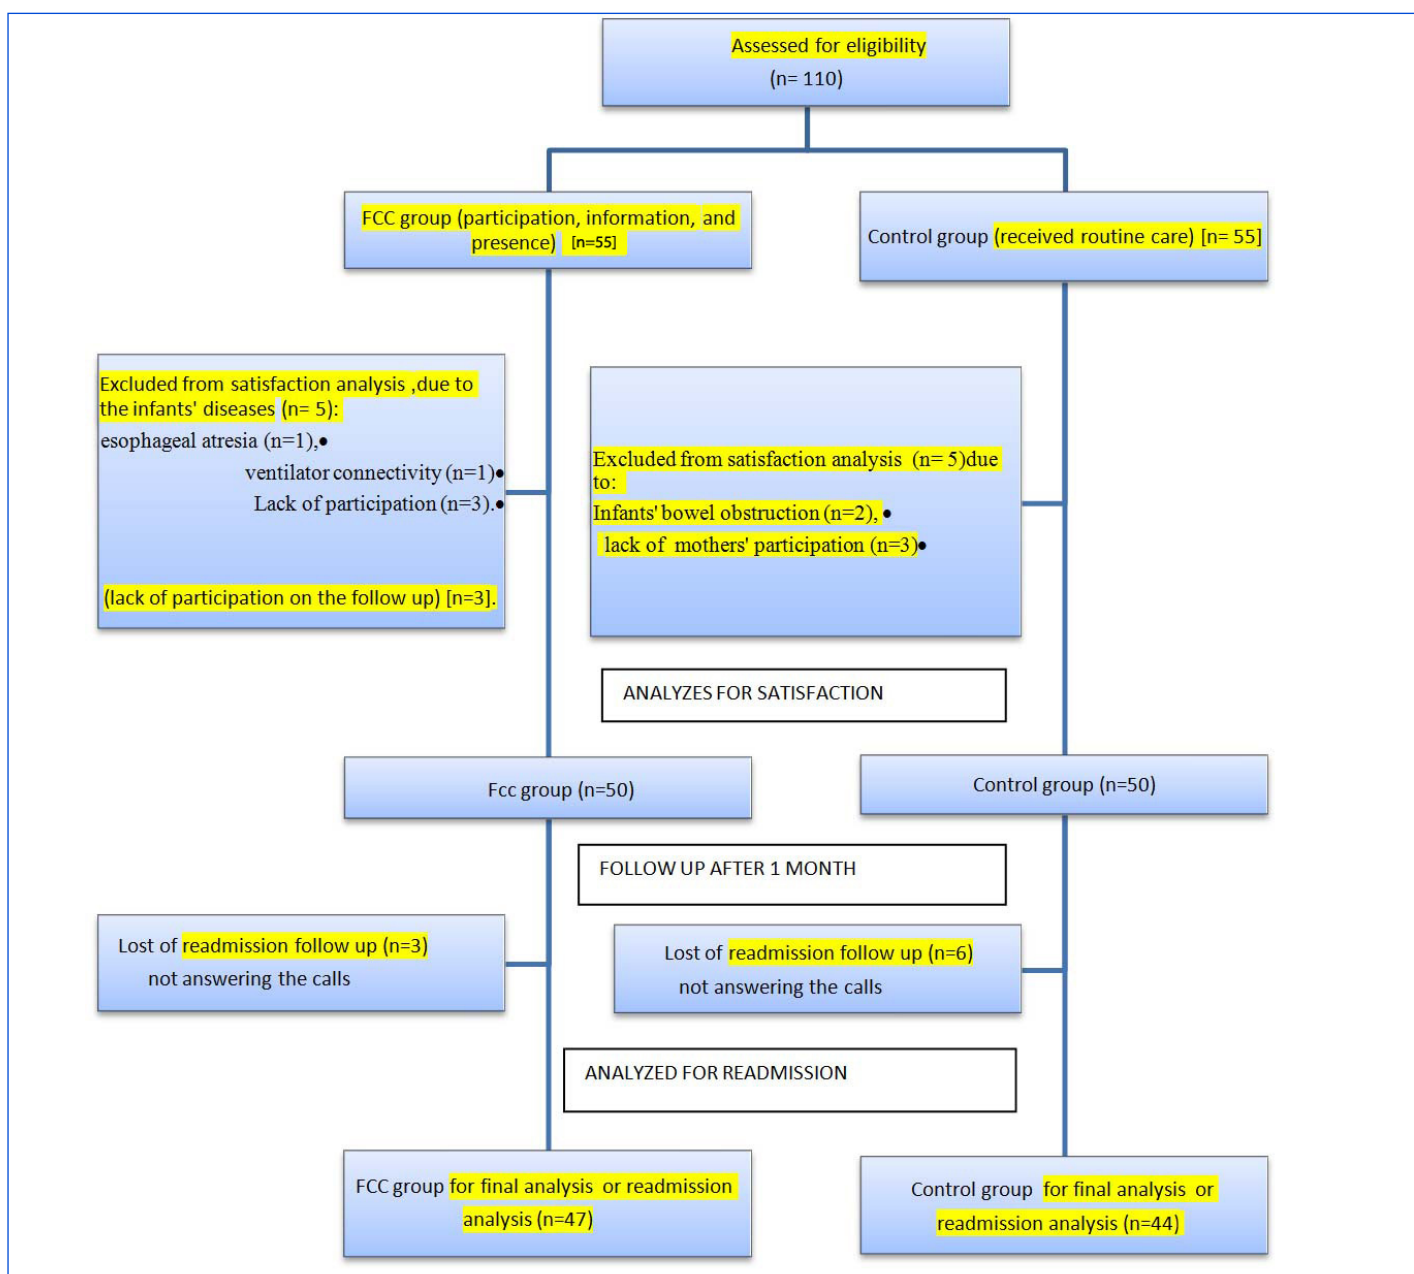 Assessed for eligibility
(n= 110)
FCC group (participation, information, and
presence) [n=55]
Control group (received routine care) [n= 55]
Excluded from satisfaction analysis ,due to
the infants' diseases (n= 5):
esophageal atresia (n=1),•
ventilator connectivity (n=1)•
Lack of participation (n=3).•
(lack of participation on the follow up) [n=3].
Excluded from satisfaction analysis (n= 5)due
to:
Infants' bowel obstruction (n=2), •
lack of mothers' participation (n=3)•
ANALYZES FOR SATISFACTION
Fcc group (n=50)
Control group (n=50)
FOLLOW UP AFTER 1 MONTH
Lost of readmission follow up (n=3)
not answering the calls
Lost of readmission follow up (n=6)
not answering the calls
ANALYZED FOR READMISSION
FCC group for final analysis or readmission
analysis (n=47)
Control group for final analysis or
readmission analysis (n=44)